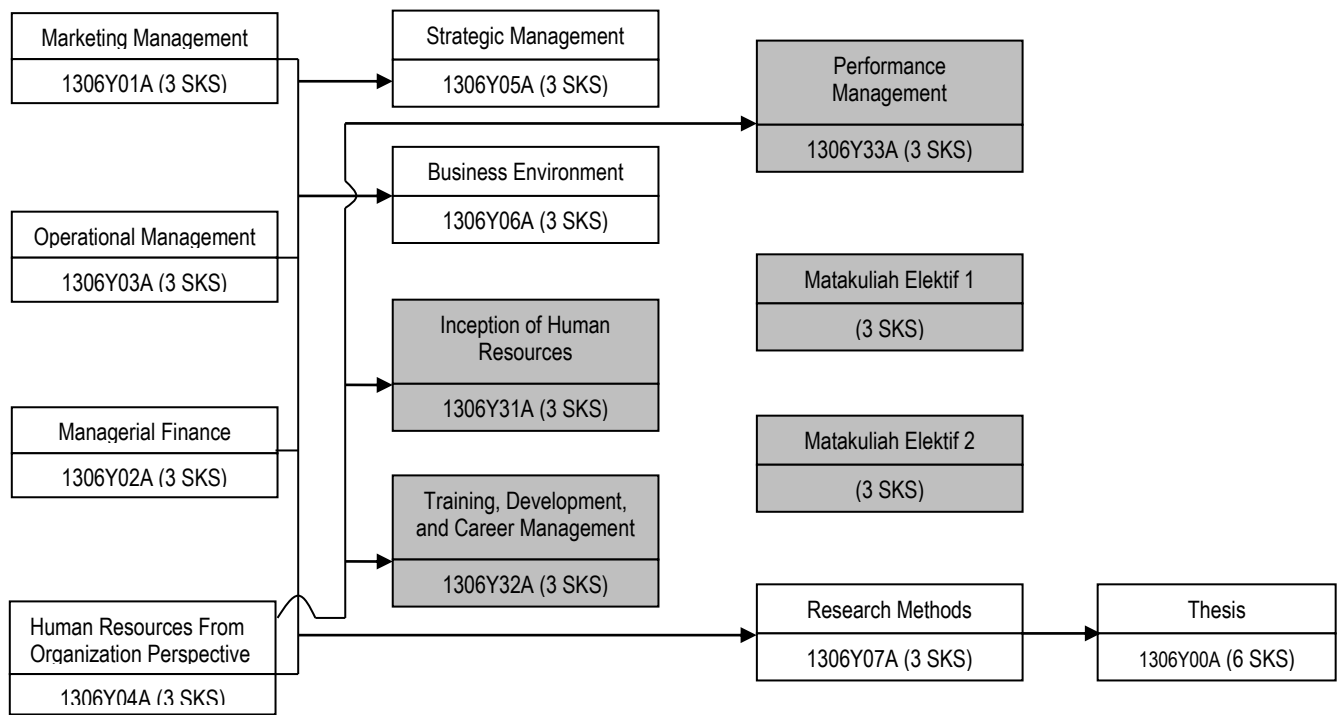 Marketing Management
1306Y01A (3 SKS)
Operational Management
1306Y03A (3 SKS)
Managerial Finance
1306Y02A (3 SKS)
Human Resources From
Organization Perspective
1306Y04A (3 SKS)
Strategic Management
1306Y05A (3 SKS)
Business Environment
1306Y06A (3 SKS)
Inception of Human
Resources
1306Y31A (3 SKS)
Training, Development,
and Career Management
1306Y32A (3 SKS)
Performance
Management
1306Y33A (3 SKS)
Matakuliah Elektif 1
(3 SKS)
Matakuliah Elektif 2
(3 SKS)
Research Methods
1306Y07A (3 SKS)
Thesis
1306Y00A (6 SKS)